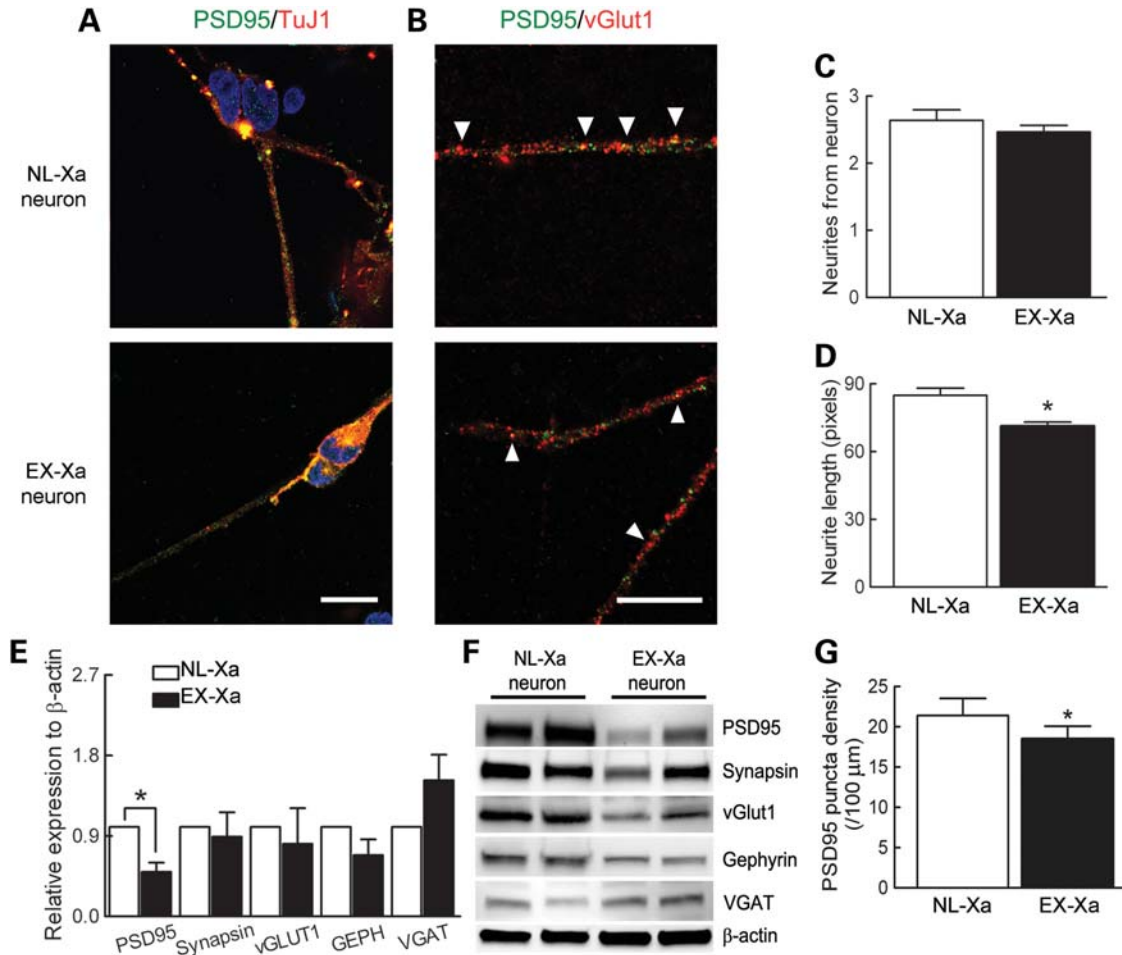 A
PSD95/TuJ1
NL-Xa
neuron
EX-Xa
neuron
B
PSD95/vGlut1
C
Neurites from neuron
3
2
1
0
NL-Xa
EX-Xa
D
Neurite length (pixels)
90
60
30
0
*
NL-Xa
EX-Xa
E
Relative expression to β-actin
2.7
1.8
0.9
0.0
NL-Xa
EX-Xa
*
PSD95
Synapsin
vGLUT1
GEPH
VGAT
F
NL-Xa
neuron
EX-Xa
neuron
PSD95
Synapsin
vGlut1
Gephyrin
VGAT
β-actin
G
PSD95 puncta density
(/100 μm)
25
20
15
10
5
0
*
NL-Xa
EX-Xa